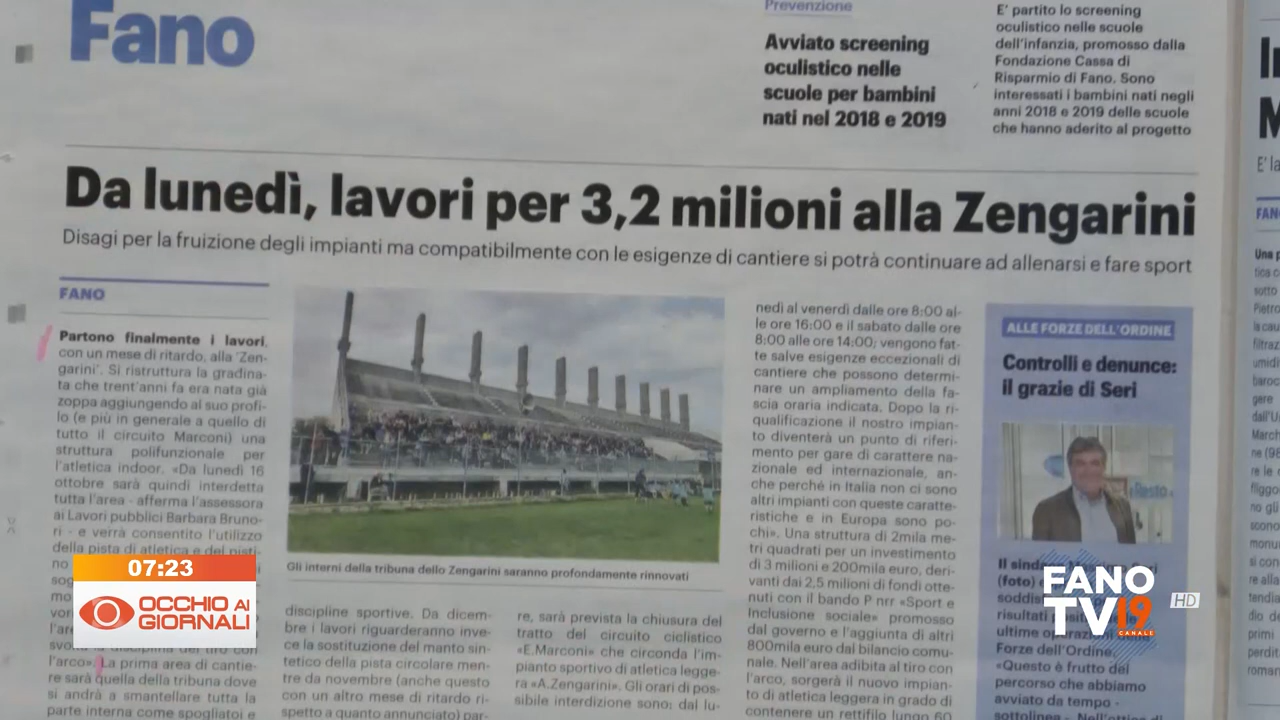 Fano
Prevenzione
Avviato screening
oculistico nelle
scuole per bambini
nati nel 2018 e 2019
E' partito lo screening
oculistico nelle scuole
dell'infanzia, promosso dalla
Fondazione Cassa di
Risparmio di Fano. Sono
interessati i bambini nati negli
anni 2018 e 2019 delle scuole
che hanno aderito al progetto
Da lunedì, lavori per 3,2 milioni alla Zengarini
Disagi per la fruizione degli impianti ma compatibilmente con le esigenze di cantiere si potrà continuare ad allenarsi e fare sport
FANO
Partono finalmente i lavori,
con un mese di ritardo, alla 'Zen-
garini'. Si ristruttura la gradina-
ta che trent'anni fa era nata già
zoppa aggiungendo al suo profi-
lo (e più in generale a quello di
tutto il circuito Marconi) una
struttura polifunzionale per
l'atletica indoor. «Da lunedì 16
ottobre sarà quindi interdetta
tutta l'area - afferma l'assessora
ai Lavori pubblici Barbara Bruno-
ri - e verrà consentito l'utilizzo
della pista di atletica e del
no
l'arco». La prima area di cantie-
re sarà quella della tribuna dove
si andrà a smantellare tutta la
parte interna come spogliatoi e
Gli interni della tribuna dello Zengarini saranno profondamente rinnovati
discipline sportive. Da dicem-
bre i lavori riguarderanno inve-
ce la sostituzione del manto sin-
tetico della pista circolare men-
tre da novembre (anche questo
con un altro mese di ritardo ri-
spetto a quanto annunciato) par-
re, sarà prevista la chiusura del
tratto del circuito ciclistico
«E.Marconi» che circonda l'im-
pianto sportivo di atletica legge-
ra «A.Zengarini». Gli orari di pos-
sibile interdizione sono: dal lu-
nedì al venerdì dalle ore 8:00 al-
le ore 16:00 e il sabato dalle ore
8:00 alle ore 14:00; vengono fat-
te salve esigenze eccezionali di
cantiere che possono determi-
nare un ampliamento della fa-
scia oraria indicata. Dopo la ri-
qualificazione il nostro impian-
to diventerà un punto di riferi-
mento per gare di carattere na-
zionale ed internazionale, an-
che perché in Italia non ci sono
altri impianti con queste caratte-
ristiche e in Europa sono po-
chi». Una struttura di 2mila me-
tri quadrati per un investimento
di 3 milioni e 200mila euro, deri-
vanti dai 2,5 milioni di fondi otte-
nuti con il bando P nrr «Sport e
Inclusione sociale» promosso
dal governo e l'aggiunta di altri
800mila euro dal bilancio comu-
nale. Nell'area adibita al tiro con
l'arco, sorgerà il nuovo impian-
to di atletica leggera in grado di
contenere un rettifilo lungo 60
ALLE FORZE DELL'ORDINE
Controlli e denunce:
il grazie di Seri
Resto
Il
(foto)
soddis
risultati
ultime
Forze dell'Ordine.
«Questo è frutto del
percorso che abbiamo
avviato da tempo -
sottolinea
07:23
OCCHIO AI
GIORNALI
FANO
TV19
CANALE
HD